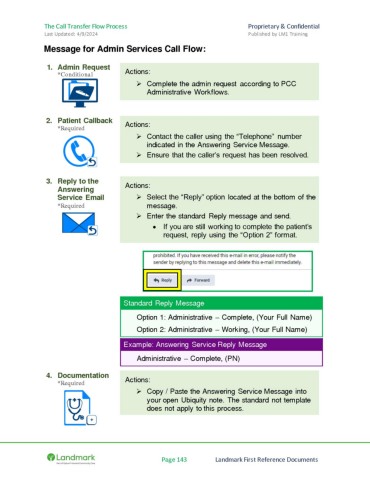 The Call Transfer Flow Process
Proprietary & Confidential
Last Updated: 4/9/2024
Published by LM1 Training
Message for Admin Services Call Flow:
1. Admin Request
*Conditional
Actions:
➢ Complete the admin request according to PCC
Administrative Workflows.
2. Patient Callback
*Required
Actions:
➢ Contact the caller using the "Telephone" number
indicated in the Answering Service Message.
➢ Ensure that the caller's request has been resolved.
3. Reply to the
Answering
Service Email
*Required
Actions:
➢ Select the "Reply" option located at the bottom of the
message.
➢ Enter the standard Reply message and send.
• If you are still working to complete the patient's
request, reply using the "Option 2" format.
prohibited. If you have received this e-mail in error, please notify the
sender by replying to this message and delete this e-mail immediately.
Reply
Forward
Standard Reply Message
Option 1: Administrative – Complete, (Your Full Name)
Option 2: Administrative – Working, (Your Full Name)
Example: Answering Service Reply Message
Administrative – Complete, (PN)
4. Documentation
*Required
Actions:
➢ Copy / Paste the Answering Service Message into
your open Ubiquity note. The standard not template
does not apply to this process.
Landmark
Page 143
Landmark First Reference Documents